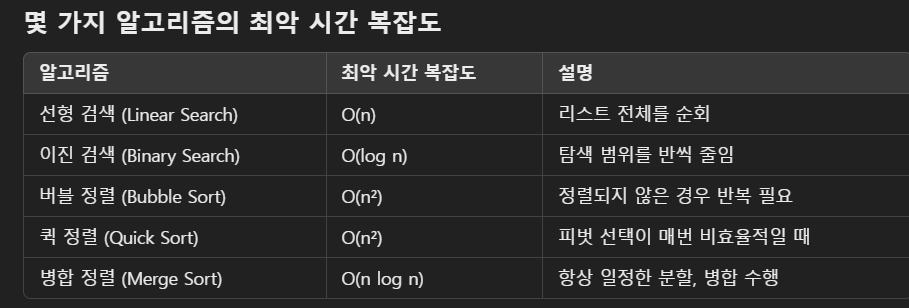 몇 가지 알고리즘의 최악 시간 복잡도
알고리즘 최악 시간 복잡도 설명
선형 검색 (Linear Search) O(n) 리스트 전체를 순회
이진 검색 (Binary Search) O(log n) 탐색 범위를 반씩 줄임
버블 정렬 (Bubble Sort) O(n²) 정렬되지 않은 경우 반복 필요
퀵 정렬 (Quick Sort) O(n²) 피벗 선택이 매번 비효율적일 때
병합 정렬 (Merge Sort) O(n log n) 항상 일정한 분할, 병합 수행